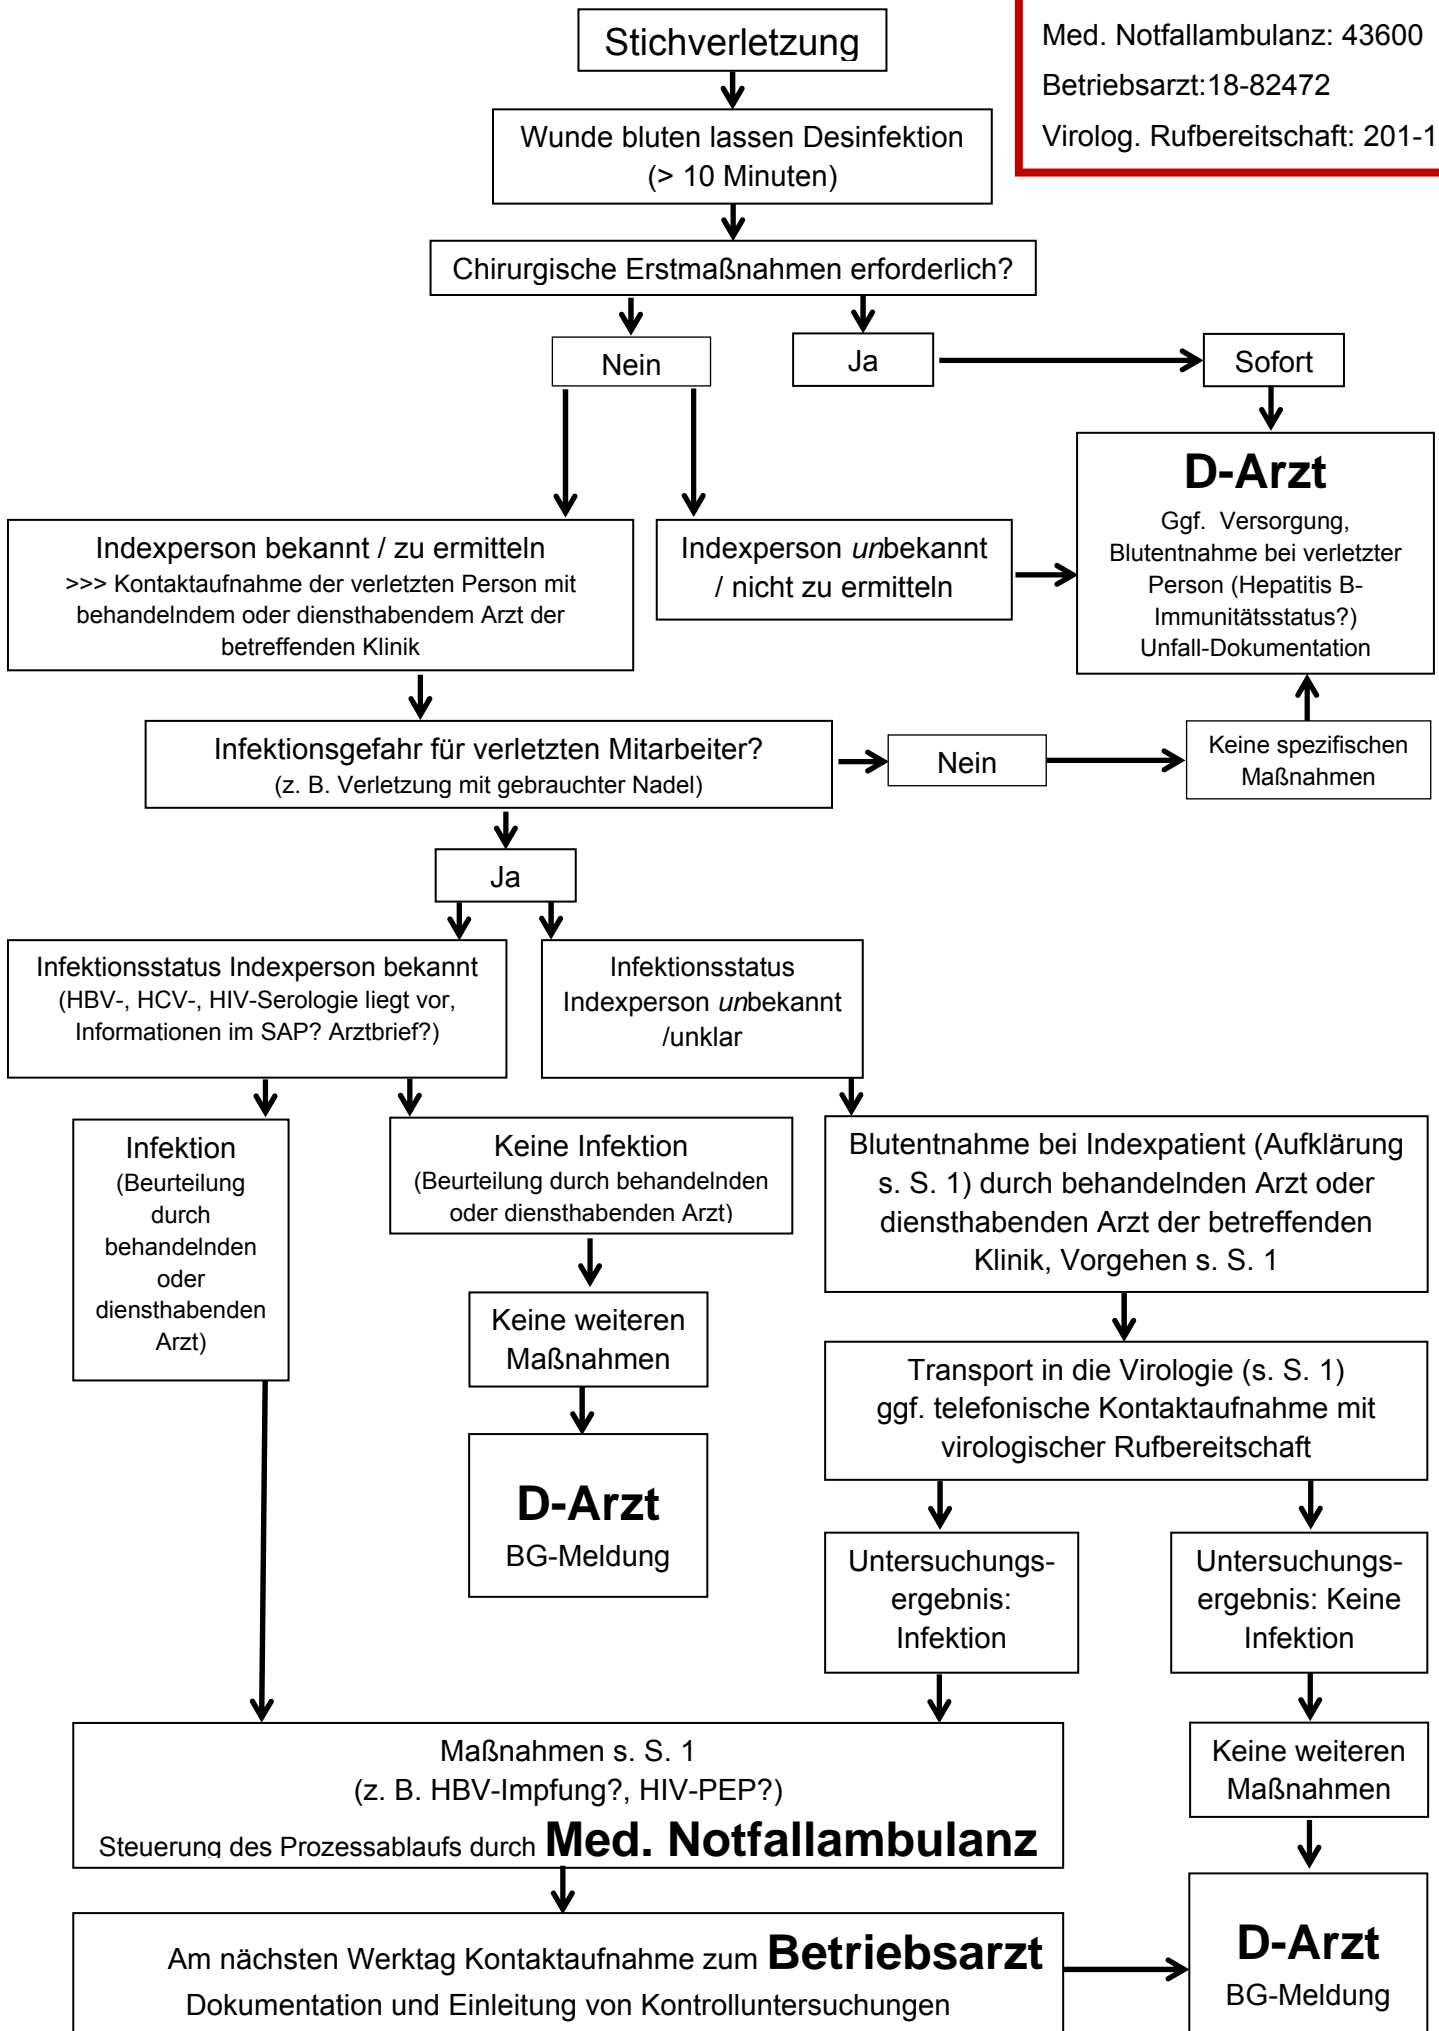 Stichverletzung
Med. Notfallambulanz: 43600
Betriebsarzt:18-82472
Virolog. Rufbereitschaft: 201-1
Wunde bluten lassen Desinfektion
(> 10 Minuten)
Chirurgische Erstmaßnahmen erforderlich?
Nein
Ja
Sofort
D-Arzt
Ggf. Versorgung,
Blutentnahme bei verletzter
Person (Hepatitis B-
Immunitätsstatus?)
Unfall-Dokumentation
Indexperson bekannt / zu ermitteln
>>> Kontaktaufnahme der verletzten Person mit
behandelndem oder diensthabendem Arzt der
betreffenden Klinik
Indexperson unbekannt
/ nicht zu ermitteln
Infektionsgefahr für verletzten Mitarbeiter?
(z. B. Verletzung mit gebrauchter Nadel)
Nein
Keine spezifischen
Maßnahmen
Ja
Infektionsstatus Indexperson bekannt
(HBV-, HCV-, HIV-Serologie liegt vor,
Informationen im SAP? Arztbrief?)
Infektionsstatus
Indexperson unbekannt
/unklar
Infektion
(Beurteilung
durch
behandelnden
oder
diensthabenden
Arzt)
Keine Infektion
(Beurteilung durch behandelnden
oder diensthabenden Arzt)
Blutentnahme bei Indexpatient (Aufklärung
s. S. 1) durch behandelnden Arzt oder
diensthabenden Arzt der betreffenden
Klinik, Vorgehen s. S. 1
Keine weiteren
Maßnahmen
Transport in die Virologie (s. S. 1)
ggf. telefonische Kontaktaufnahme mit
virologischer Rufbereitschaft
D-Arzt
BG-Meldung
Untersuchungs-
ergebnis:
Infektion
Untersuchungs-
ergebnis: Keine
Infektion
Maßnahmen s. S. 1
(z. B. HBV-Impfung?, HIV-PEP?)
Steuerung des Prozessablaufs durch Med. Notfallambulanz
Keine weiteren
Maßnahmen
Am nächsten Werktag Kontaktaufnahme zum Betriebsarzt
Dokumentation und Einleitung von Kontrolluntersuchungen
D-Arzt
BG-Meldung